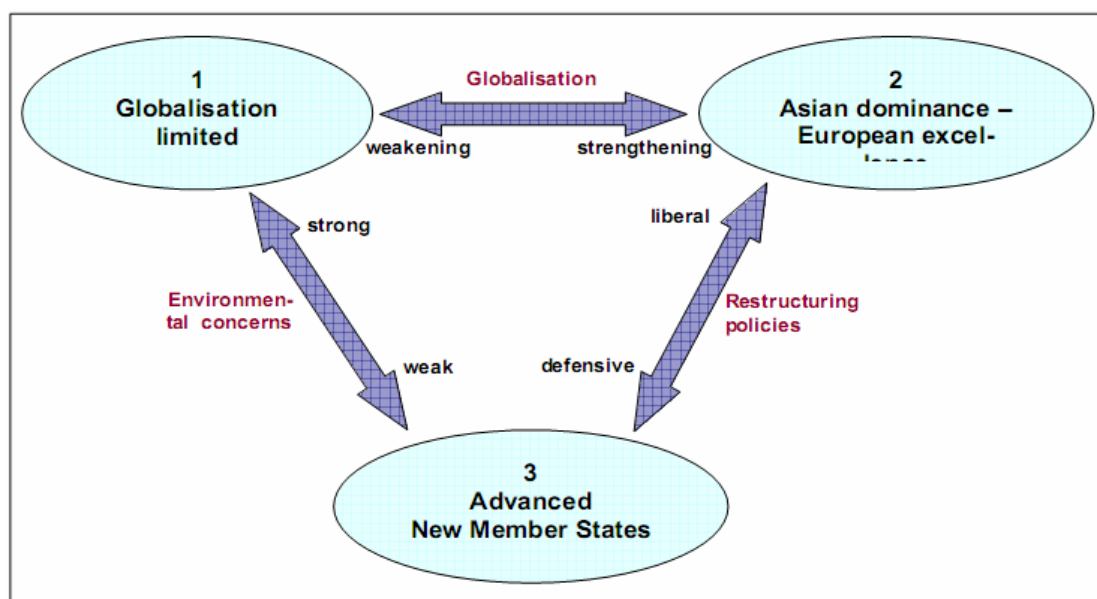 1
Globalisation
limited
Globalisation
weakening
strengthening
2
Asian dominance –
European excel-
strong
liberal
Environmen-
tal concerns
Restructuring
policies
weak
defensive
3
Advanced
New Member States